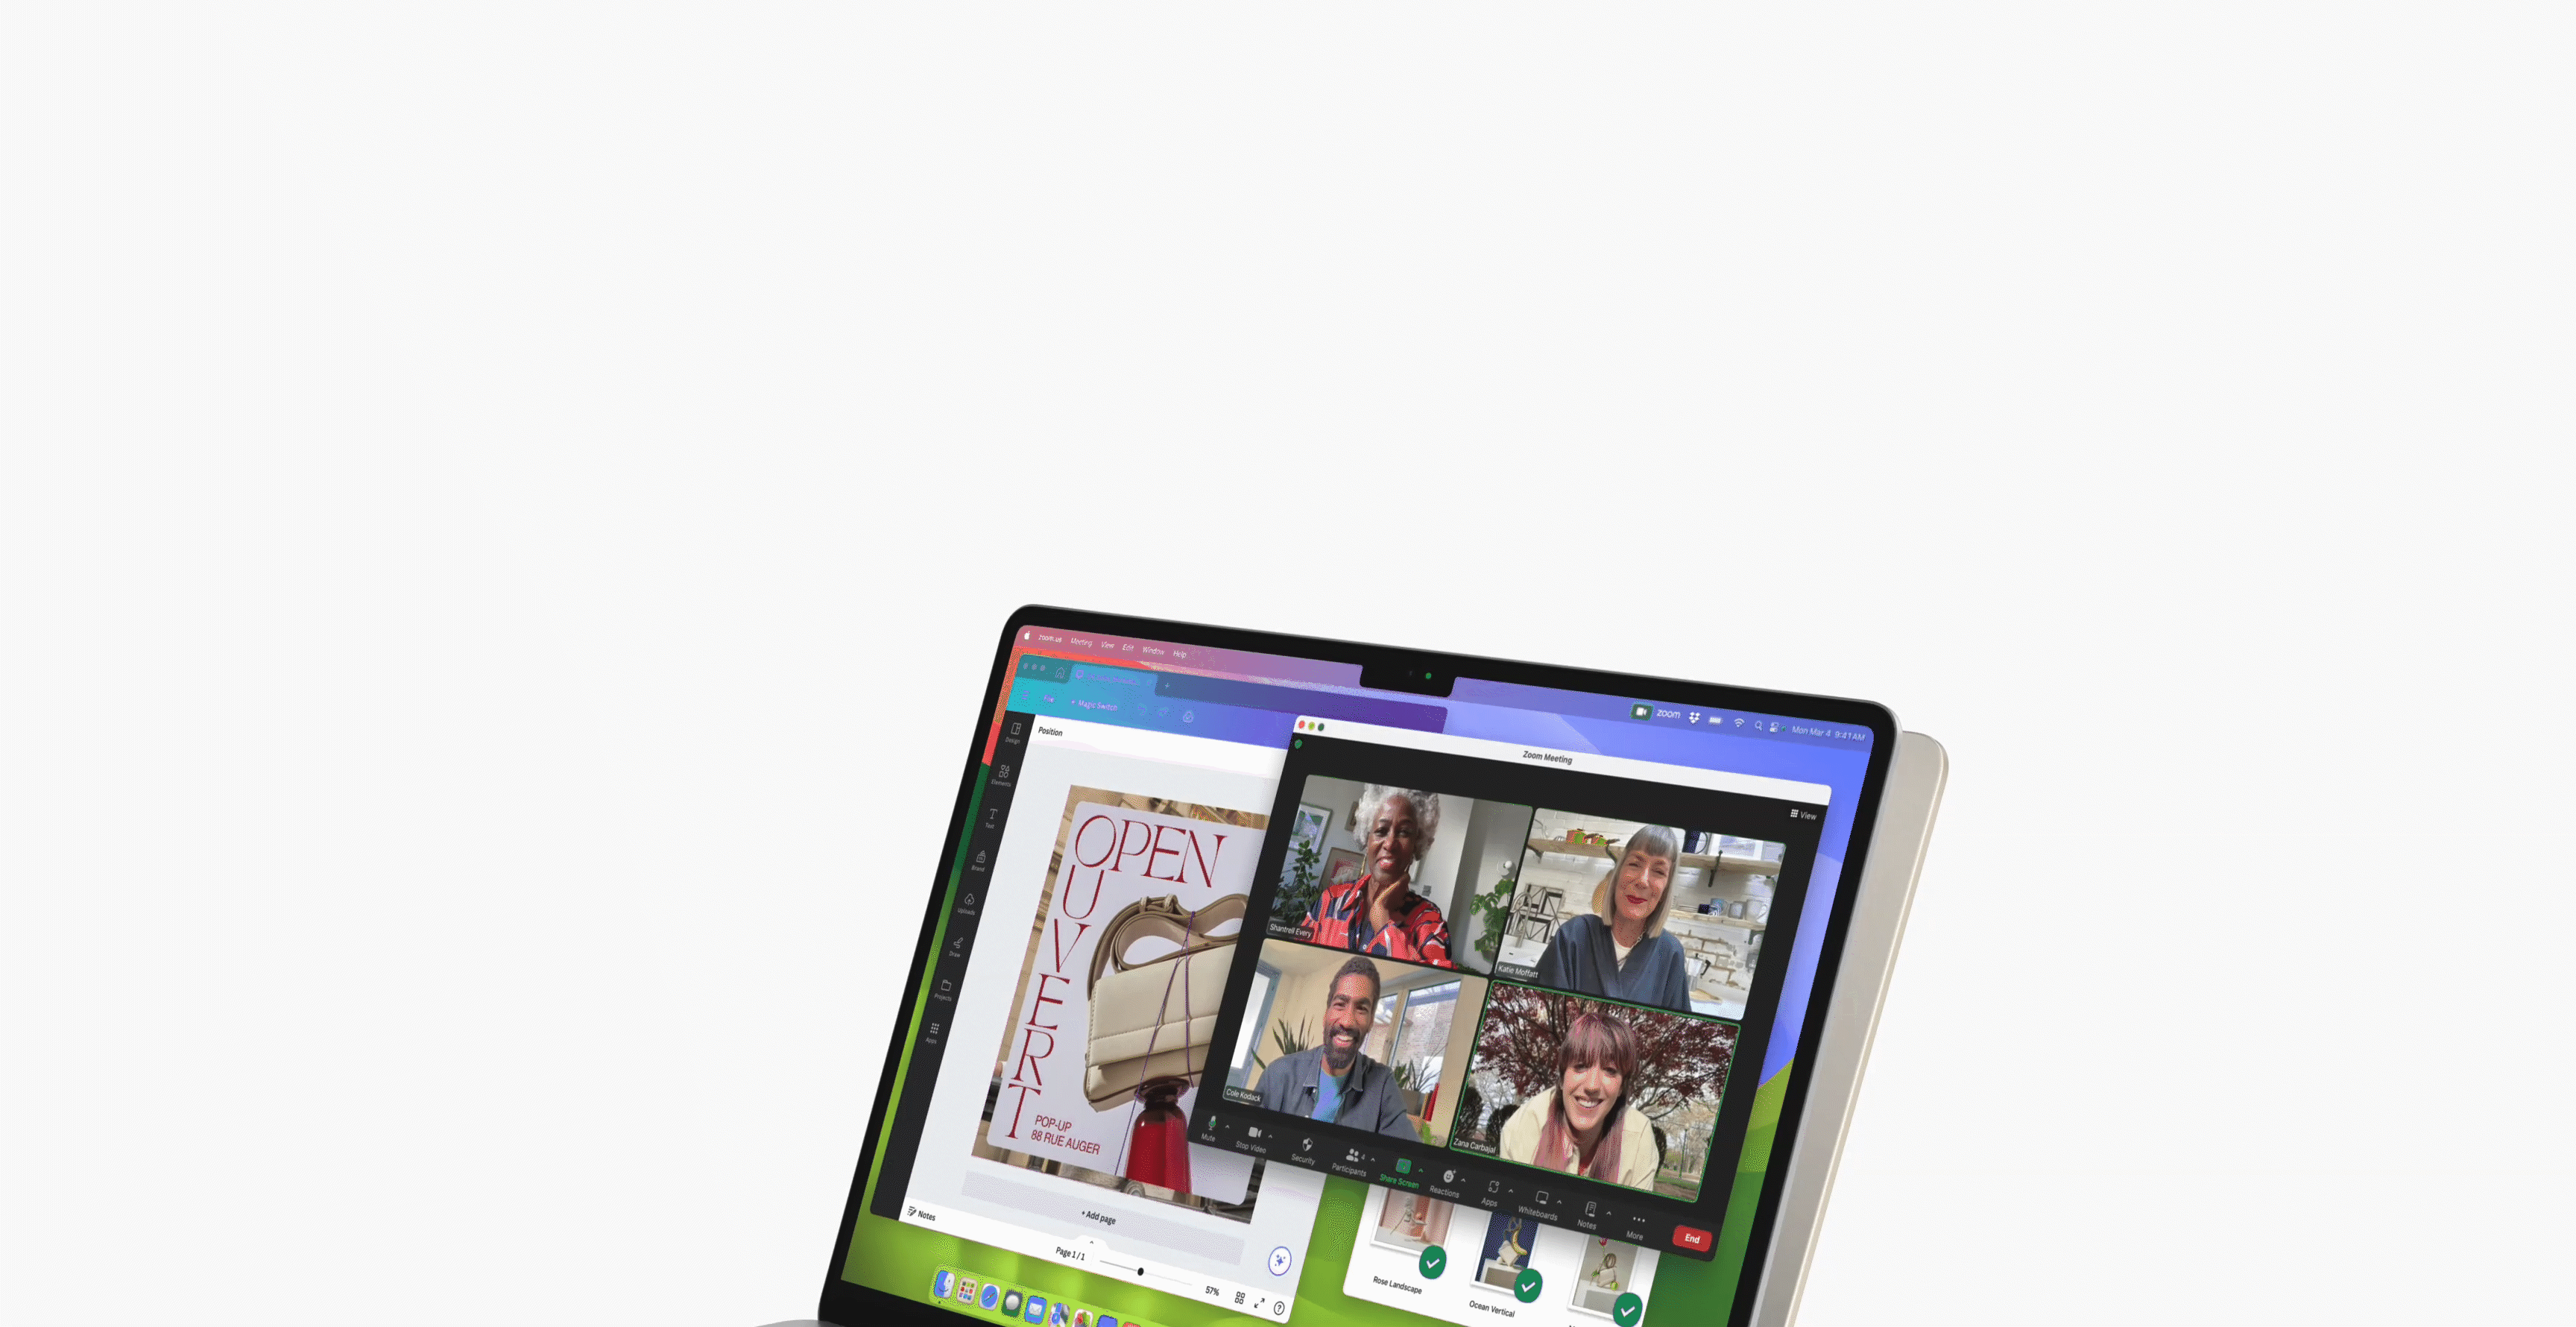 zoom.us Meeting View Edit Window Help
zoom
Mon Mar 4 9:41 AM
Magic Switch
Position
Design
Elements
Text
Brand
Uploads
Draw
Projects
Apps
OPEN
OUVERT
POP-UP
88 RUE AUGER
+ Add page
Notes
Page 1 / 1
57%
Zoom Meeting
View
Shantrell Every
Katie Moffatt
Cole Kodack
Zana Carbajal
Mute
Stop Video
Security
Participants
4
Share Screen
Reactions
Apps
Whiteboards
Notes
More
End
Rose Landscape
Ocean Vertical